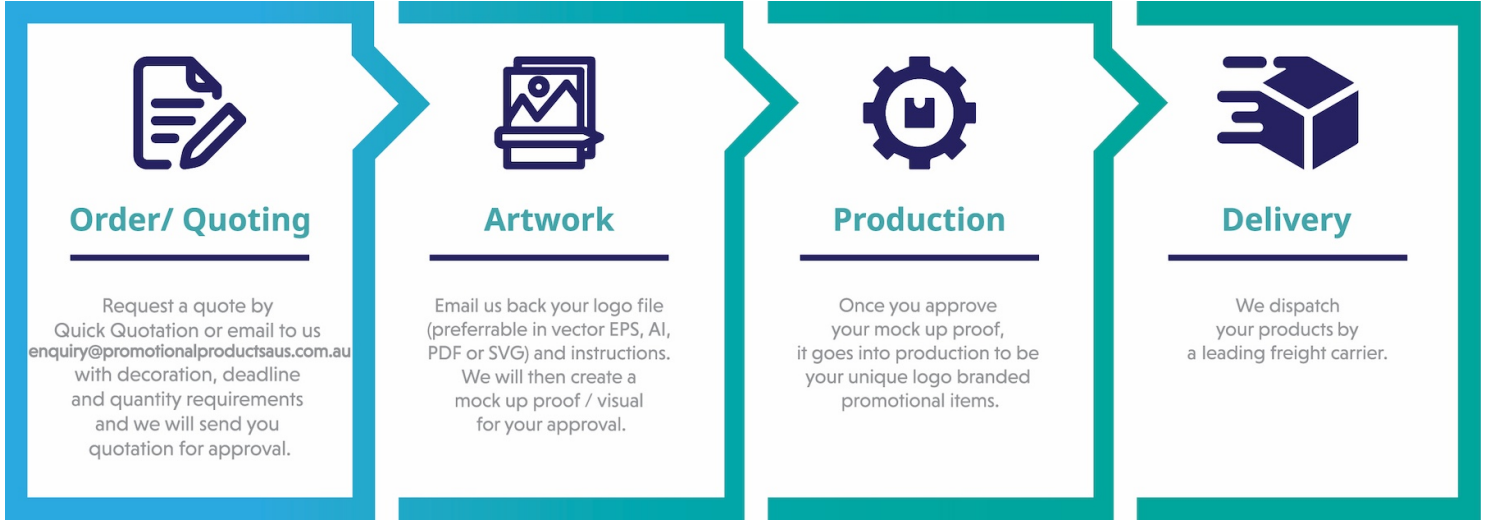 Order/ Quoting
Request a quote by
Quick Quotation or email to us
enquiry@promotionalproductsaus.com.au
with decoration, deadline
and quantity requirements
and we will send you
quotation for approval.
Artwork
Email us back your logo file
(preferrable in vector EPS, AI,
PDF or SVG) and instructions.
We will then create a
mock up proof / visual
for your approval.
Production
Once you approve
your mock up proof,
it goes into production to be
your unique logo branded
promotional items.
Delivery
We dispatch
your products by
a leading freight carrier.